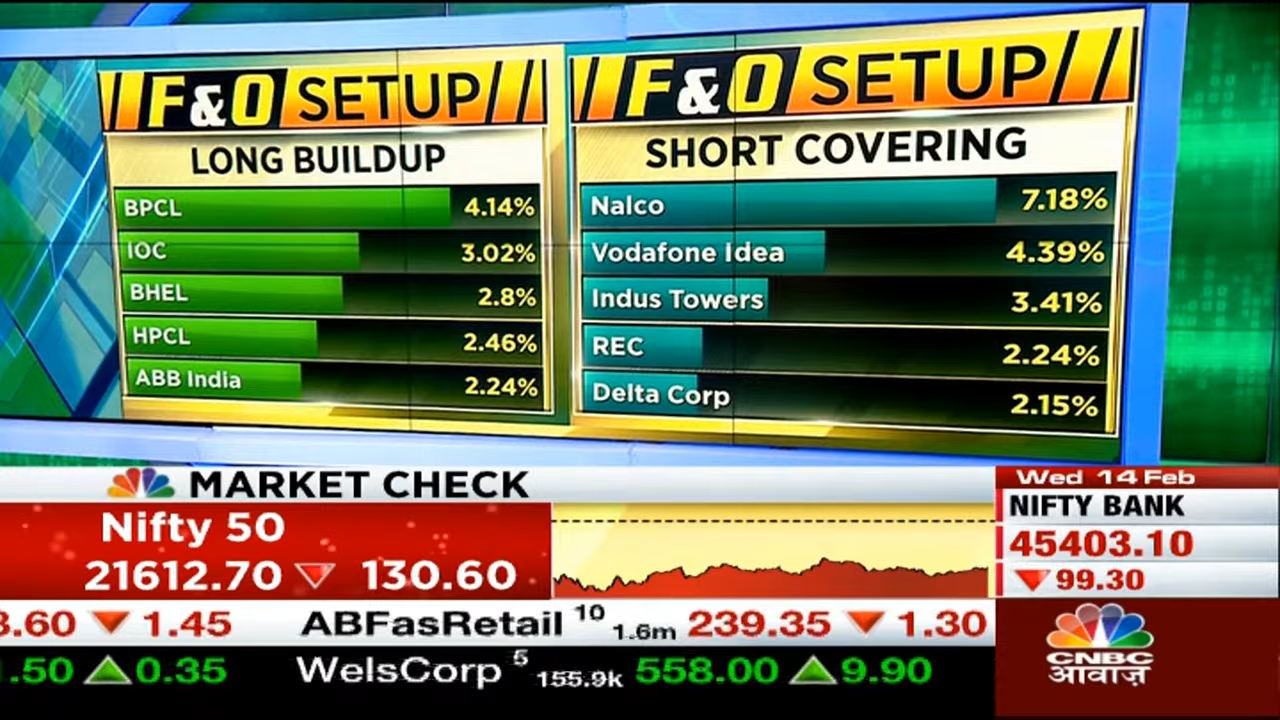 F&O SETUP
LONG BUILDUP
BPCL 4.14%
IOC 3.02%
BHEL 2.8%
HPCL 2.46%
ABB India 2.24%
F&O SETUP
SHORT COVERING
Nalco 7.18%
Vodafone Idea 4.39%
Indus Towers 3.41%
REC 2.24%
Delta Corp 2.15%
MARKET CHECK
Nifty 50
21612.70 ▼ 130.60
Wed 14 Feb
NIFTY BANK
45403.10
▼ 99.30
3.60 ▼ 1.45 ABFasRetail 10 1.6m 239.35 ▼ 1.30
.50 ▲ 0.35 WelsCorp 5 155.9k 558.00 ▲ 9.90
CNBC
आवाज़